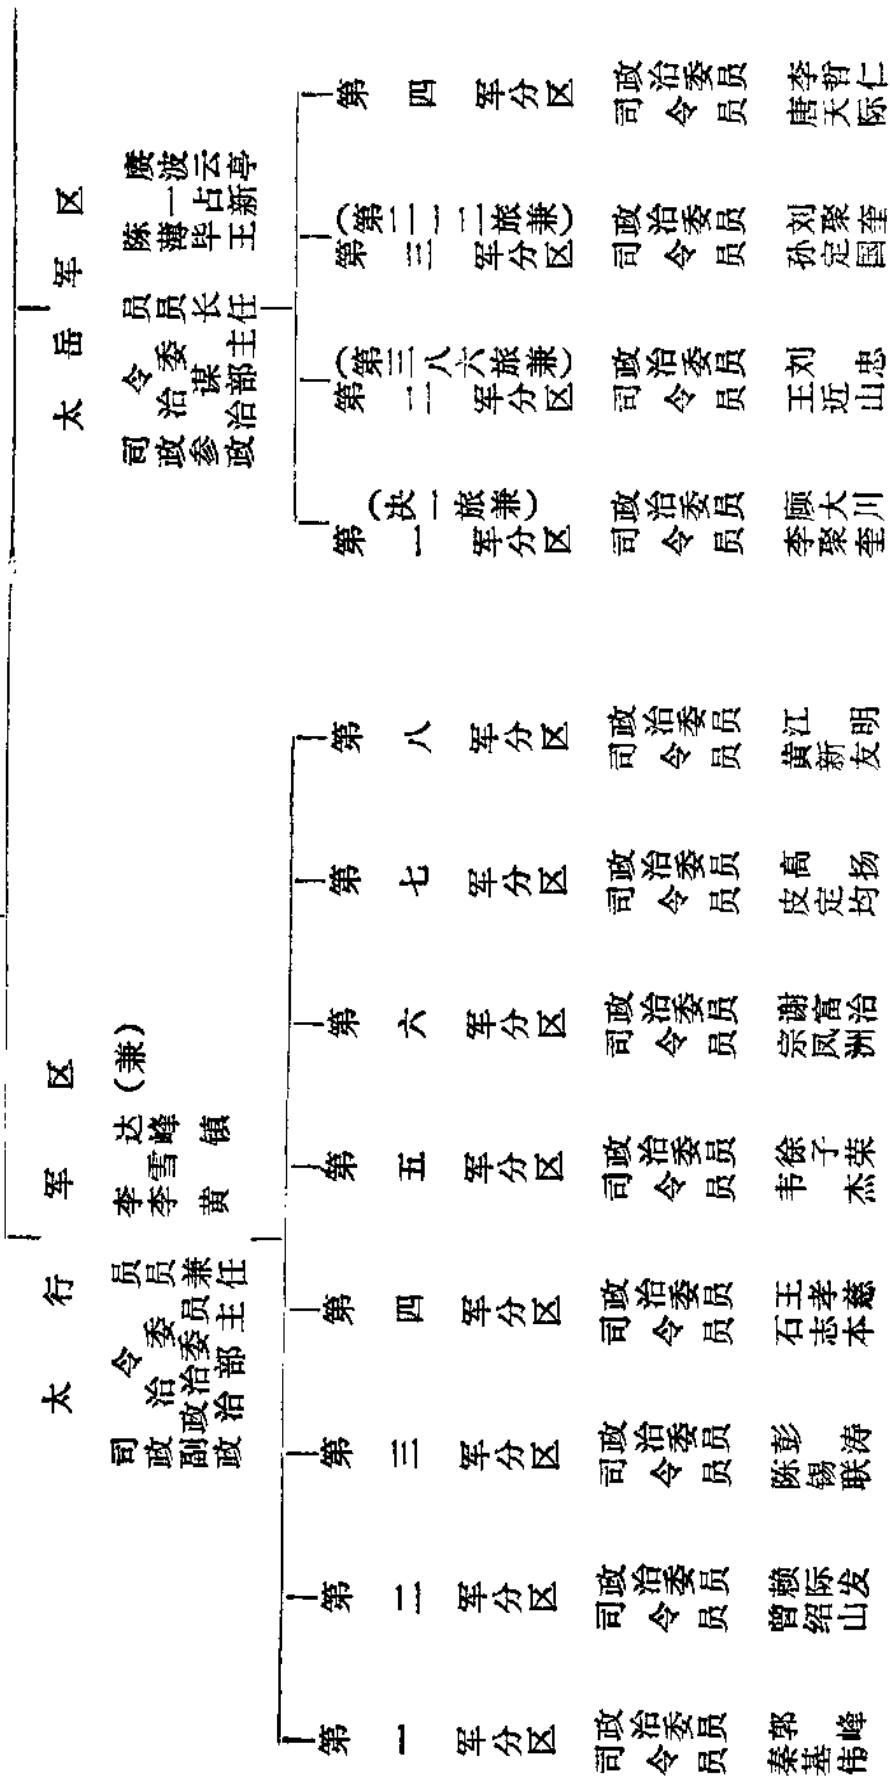 太行军区
司令员 李达(兼)
政治委员 李雪峰
副政治委员兼
政治部主任 黄镇
第一军分区
司令员 秦基伟
政治委员 郭峰
第二军分区
司令员 曾绍山
政治委员 赖际发
第三军分区
司令员 陈锡联
政治委员 彭涛
第四军分区
司令员 石志本
政治委员 王孝慈
第五军分区
司令员 韦杰
政治委员 徐子荣
第六军分区
司令员 宗凤洲
政治委员 谢富治
第七军分区
司令员 皮定均
政治委员 高扬
第八军分区
司令员 黄新友
政治委员 江明
太岳军区
司令员 陈赓
政治委员 薄一波
参谋长 毕占云
政治部主任 王新亭
第一军分区
(决一旅兼)
司令员 李聚奎
政治委员 顾大川
第二军分区
(第三八六旅兼)
司令员 王近山
政治委员 刘忠
第三军分区
(第二一二旅兼)
司令员 孙定国
政治委员 刘聚奎
第四军分区
司令员 唐天际
政治委员 李哲仁